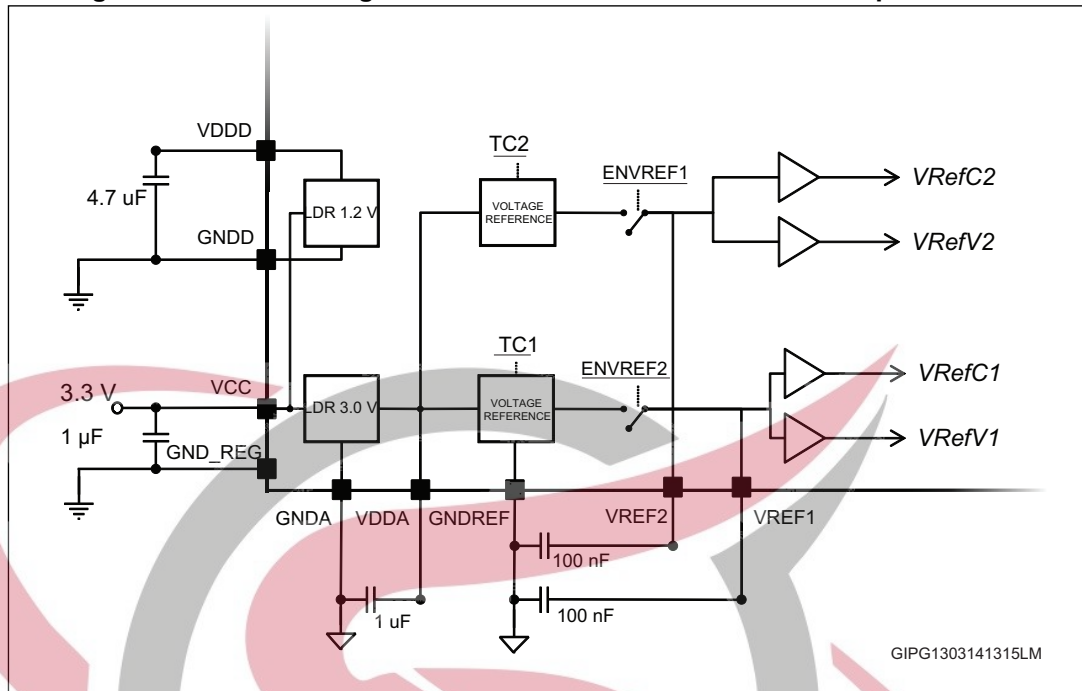 VDDD
TC2
ENVREF1
VRefC2
4.7 uF
LDR 1.2 V
VOLTAGE
REFERENCE
GNDD
VRefV2
TC1
ENVREF2
VRefC1
3.3 V
VCC
LDR 3.0 V
VOLTAGE
REFERENCE
1 µF
GND_REG
VRefV1
GNDA
VDDA
GNDREF
VREF2
VREF1
100 nF
1 uF
100 nF
GIPG1303141315LM